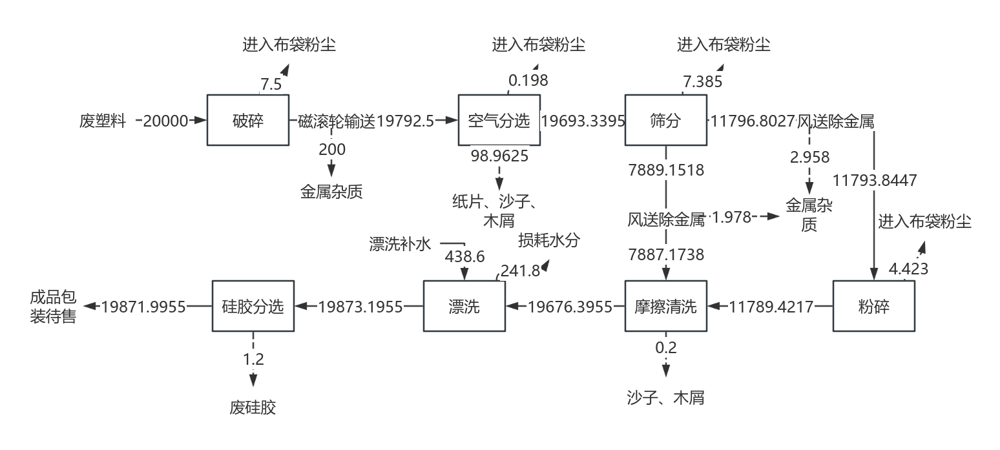 进入布袋粉尘
进入布袋粉尘
进入布袋粉尘
7.5
0.198
7.385
废塑料
20000
破碎
磁滚轮输送
19792.5
空气分选
19693.3395
筛分
11796.8027
风送除金属
200
98.9625
7889.1518
2.958
11793.8447
金属杂质
纸片、沙子、
木屑
风送除金属
1.978
金属杂
质
进入布袋粉尘
漂洗补水
438.6
损耗水分
241.8
7887.1738
4.423
成品包
装待售
19871.9955
硅胶分选
19873.1955
漂洗
19676.3955
摩擦清洗
11789.4217
粉碎
1.2
0.2
废硅胶
沙子、木屑